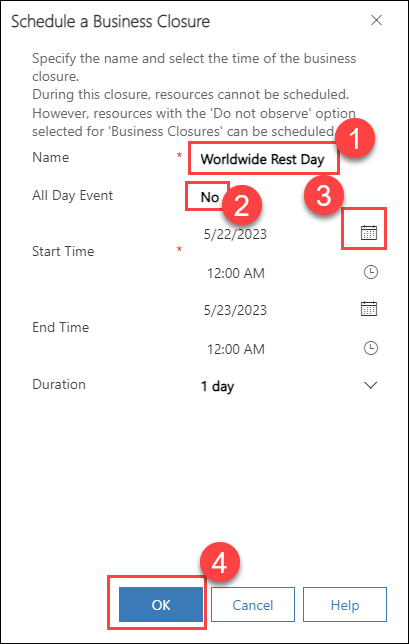 Schedule a Business Closure
Specify the name and select the time of the business
closure.
During this closure, resources cannot be scheduled.
However, resources with the 'Do not observe' option
selected for 'Business Closures' can be scheduled.
1
Name * Worldwide Rest Day
All Day Event No
2
3
5/22/2023
Start Time *
12:00 AM
5/23/2023
End Time
12:00 AM
Duration 1 day
4
OK Cancel Help